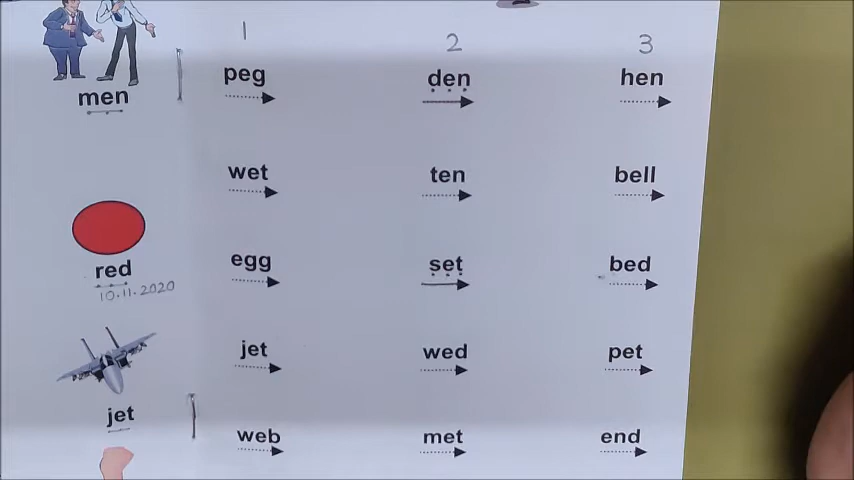 1 2 3
men peg den hen
wet ten bell
red egg set bed
10.11.2020
jet wed pet
jet
web met end